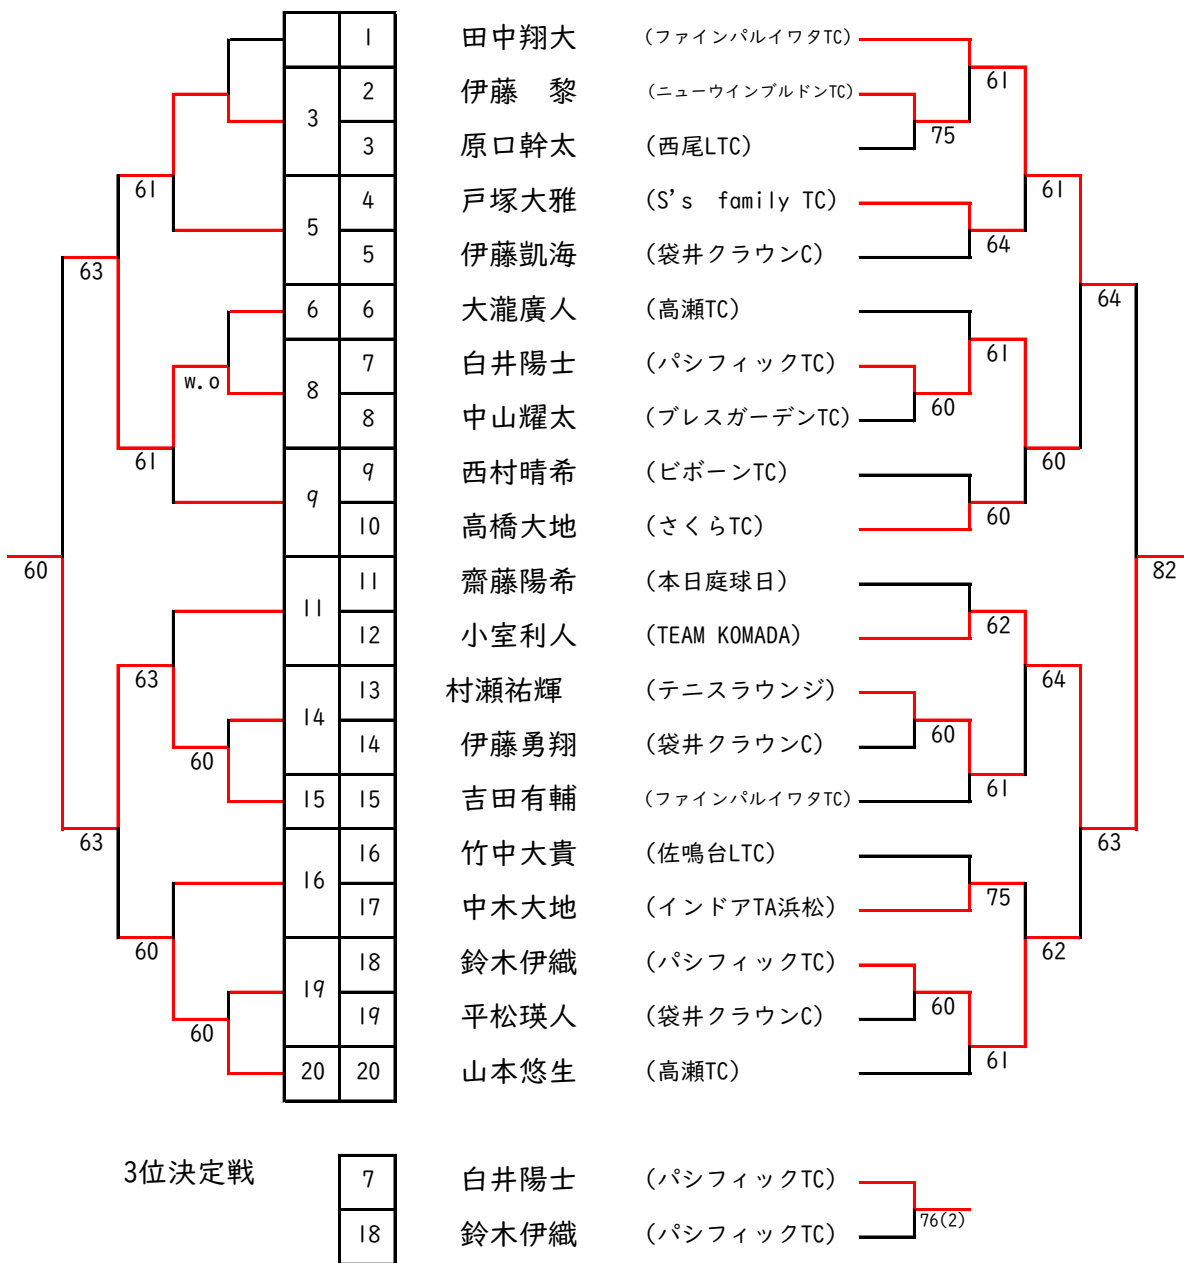 1 田中翔大 (ファインパルイワタTC)
2 伊藤　黎 (ニューウインブルドンTC) 61
3
3 原口幹太 (西尾LTC) 75
61 4 戸塚大雅 (S's family TC) 61
5
63 5 伊藤凱海 (袋井クラウンC) 64
6 6 大瀧廣人 (高瀬TC) 64
w.o 7 白井陽士 (パシフィックTC) 61
8
8 中山耀太 (ブレスガーデンTC) 60
61 9 西村晴希 (ビボーンTC) 60
9
10 高橋大地 (さくらTC) 60
60 11 齋藤陽希 (本日庭球日) 82
11
12 小室利人 (TEAM KOMADA) 62
63 13 村瀬祐輝 (テニスラウンジ) 64
14
60 14 伊藤勇翔 (袋井クラウンC) 60
15 15 吉田有輔 (ファインパルイワタTC) 61
63 16 竹中大貴 (佐鳴台LTC) 63
16
17 中木大地 (インドアTA浜松) 75
60 18 鈴木伊織 (パシフィックTC) 62
19
60 19 平松瑛人 (袋井クラウンC) 60
20 20 山本悠生 (高瀬TC) 61
3位決定戦 7 白井陽士 (パシフィックTC)
76(2)
18 鈴木伊織 (パシフィックTC)